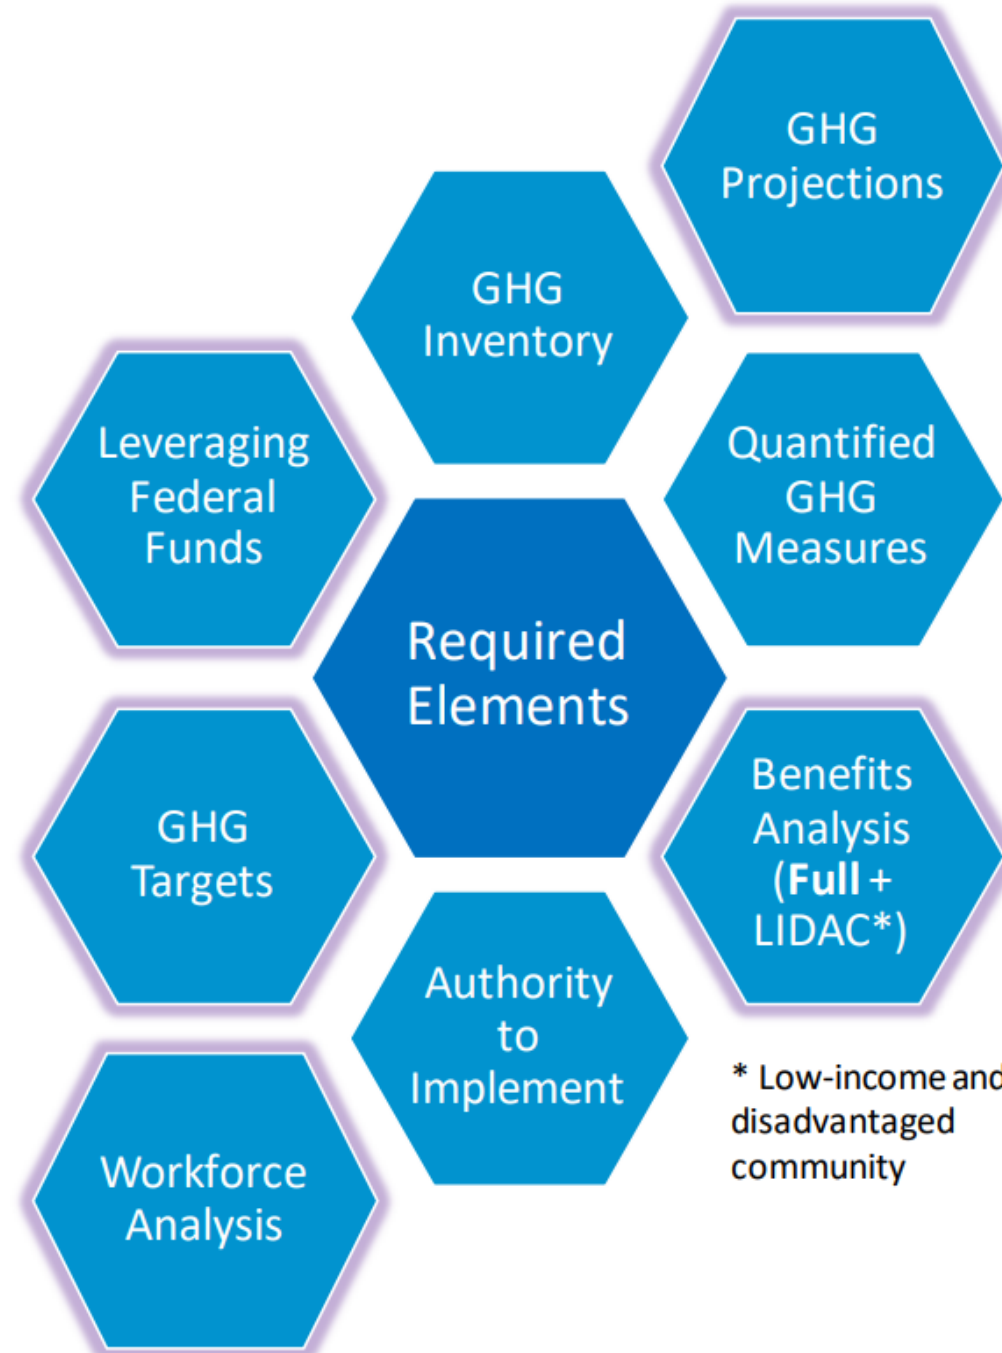 GHG
Projections
GHG
Inventory
Leveraging
Federal
Funds
Quantified
GHG
Measures
Required
Elements
GHG
Targets
Benefits
Analysis
(Full +
LIDAC*)
Authority
to
Implement
* Low-income and
disadvantaged
community
Workforce
Analysis